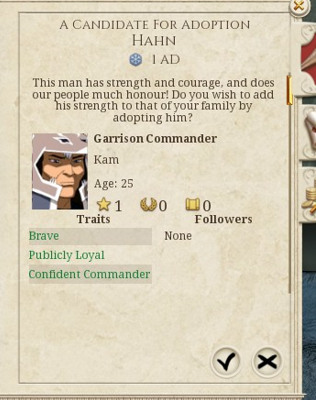 A Candidate For Adoption
Hahn
1 AD
This man has strength and courage, and does
our people much honour! Do you wish to add
his strength to that of your family by
adopting him?
Garrison Commander
Kam
Age: 25
1 0 0
Traits Followers
Brave None
Publicly Loyal
Confident Commander